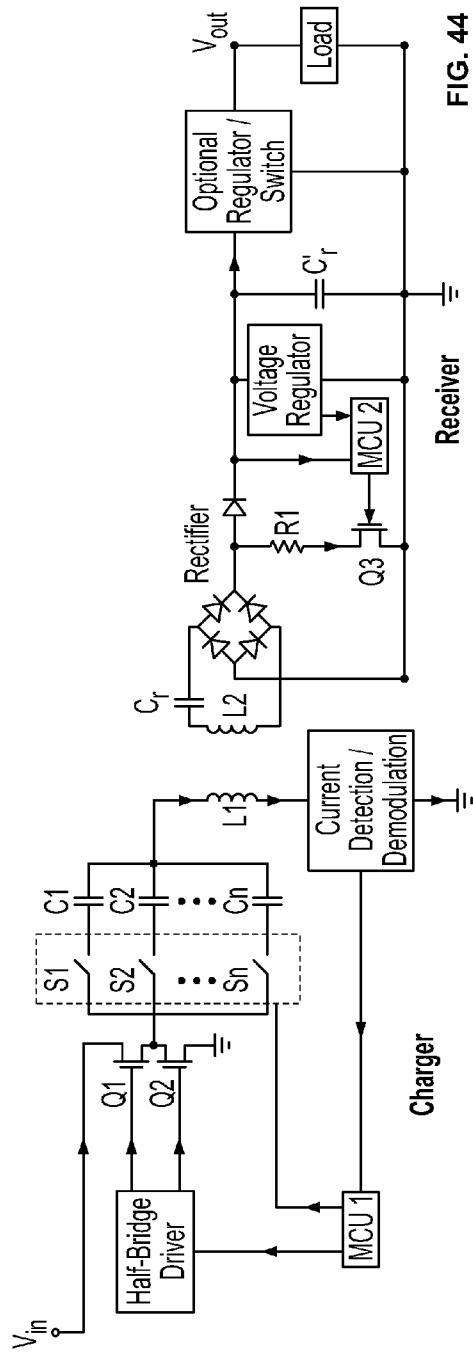 V_in
Half-Bridge
Driver
MCU 1
Q1
Q2
S1
S2
Sn
C1
C2
Cn
L1
Current
Detection /
Demodulation
Charger
C_r
L2
Rectifier
R1
Q3
MCU 2
Voltage
Regulator
C'_r
Optional
Regulator /
Switch
V_out
Load
Receiver
FIG. 44